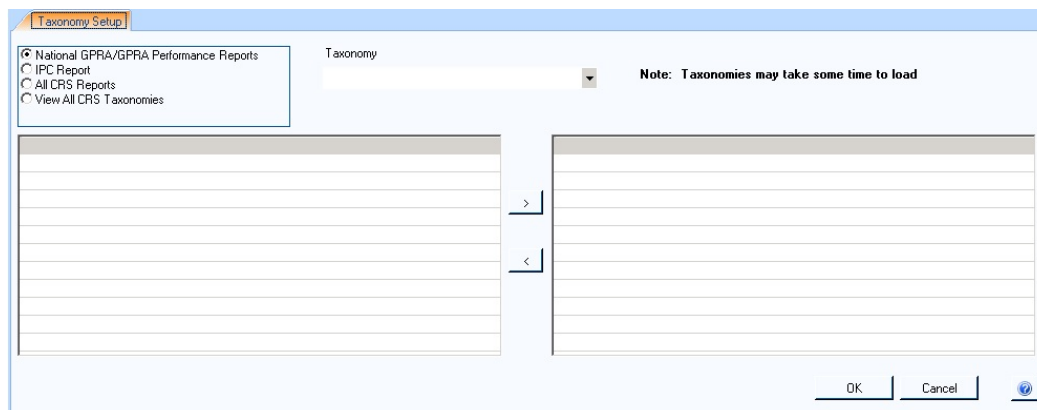 Taxonomy Setup
National GPRA/GPRA Performance Reports
IPC Report
All CRS Reports
View All CRS Taxonomies
Taxonomy
Note: Taxonomies may take some time to load
>
<
OK
Cancel
?